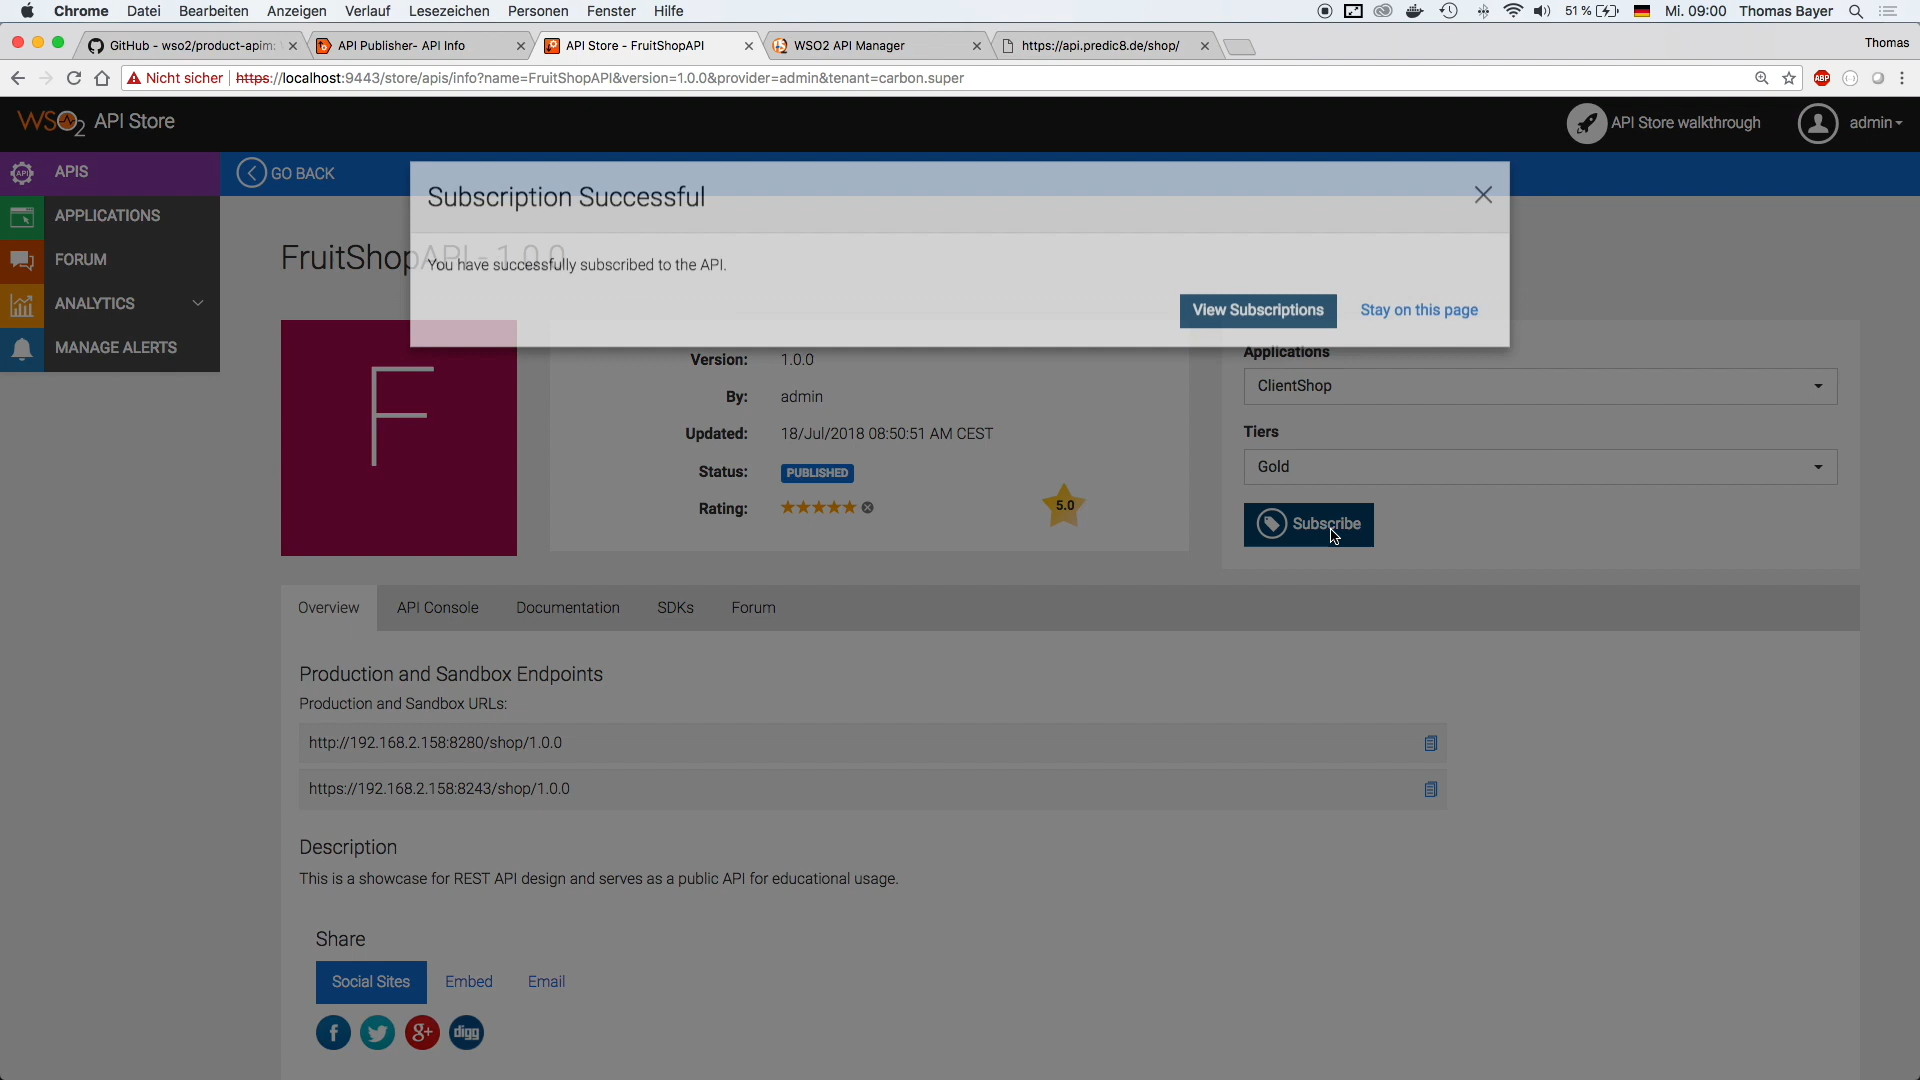 Chrome Datei Bearbeiten Anzeigen Verlauf Lesezeichen Personen Fenster Hilfe 51 % Mi. 09:00 Thomas Bayer
GitHub - wso2/product-apim: API Publisher- API Info API Store - FruitShopAPI WSO2 API Manager https://api.predic8.de/shop/ Thomas
Nicht sicher https://localhost:9443/store/apis/info?name=FruitShopAPI&version=1.0.0&provider=admin&tenant=carbon.super ABP
WSO2 API Store API Store walkthrough admin
API APIS
GO BACK
APPLICATIONS
FORUM
ANALYTICS
MANAGE ALERTS
Subscription Successful
FruitShopAPI - 1.0.0
You have successfully subscribed to the API.
View Subscriptions Stay on this page
F
Version: 1.0.0
By: admin
Updated: 18/Jul/2018 08:50:51 AM CEST
Status: PUBLISHED
Rating: 5.0
Applications
ClientShop
Tiers
Gold
Subscribe
Overview API Console Documentation SDKs Forum
Production and Sandbox Endpoints
Production and Sandbox URLs:
http://192.168.2.158:8280/shop/1.0.0
https://192.168.2.158:8243/shop/1.0.0
Description
This is a showcase for REST API design and serves as a public API for educational usage.
Share
Social Sites Embed Email
f g+ digg